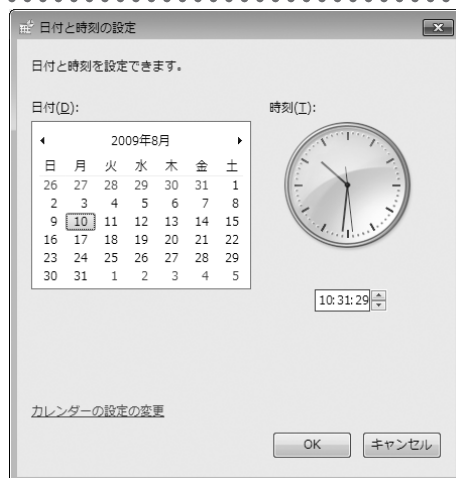 日付と時刻の設定
日付と時刻を設定できます。
日付(D):
時刻(T):
2009年8月
日 月 火 水 木 金 土
26 27 28 29 30 31 1
2 3 4 5 6 7 8
9 10 11 12 13 14 15
16 17 18 19 20 21 22
23 24 25 26 27 28 29
30 31 1 2 3 4 5
10:31:29
カレンダーの設定の変更
OK キャンセル